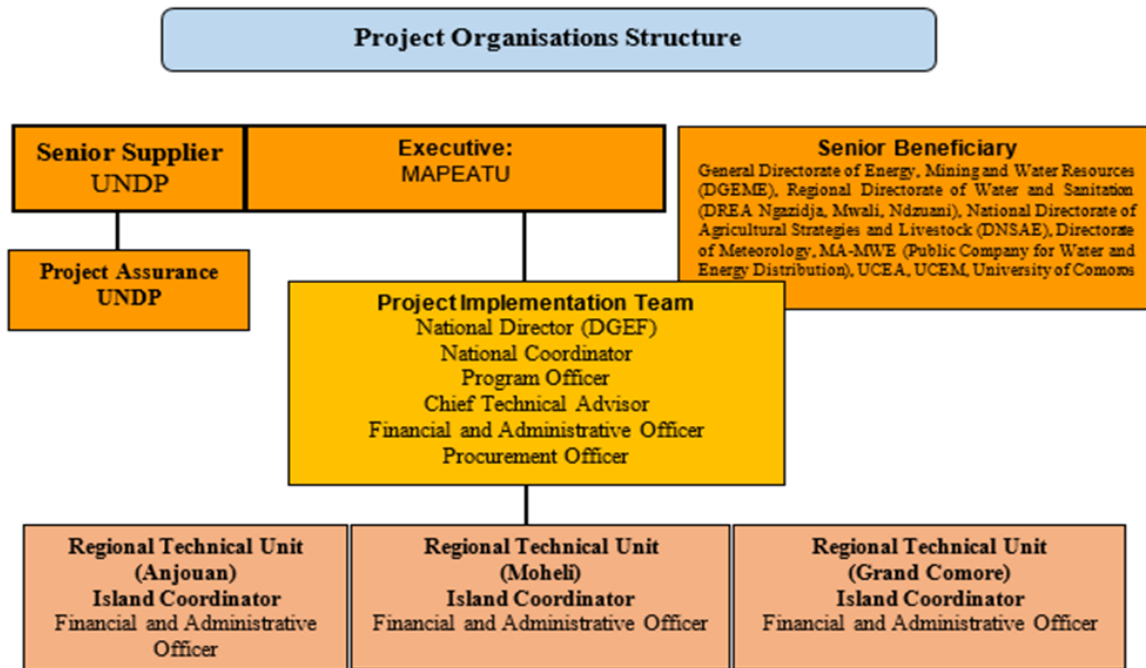 Project Organisations Structure
Senior Supplier
UNDP
Executive:
MAPEATU
Senior Beneficiary
General Directorate of Energy, Mining and Water Resources
(DGEME), Regional Directorate of Water and Sanitation
(DREA Ngazidja, Mwali, Ndzuani), National Directorate of
Agricultural Strategies and Livestock (DNSAE), Directorate
of Meteorology, MA-MWE (Public Company for Water and
Energy Distribution), UCEA, UCEM, University of Comoros
Project Assurance
UNDP
Project Implementation Team
National Director (DGEF)
National Coordinator
Program Officer
Chief Technical Advisor
Financial and Administrative Officer
Procurement Officer
Regional Technical Unit
(Anjouan)
Island Coordinator
Financial and Administrative
Officer
Regional Technical Unit
(Moheli)
Island Coordinator
Financial and Administrative Officer
Regional Technical Unit
(Grand Comore)
Island Coordinator
Financial and Administrative Officer